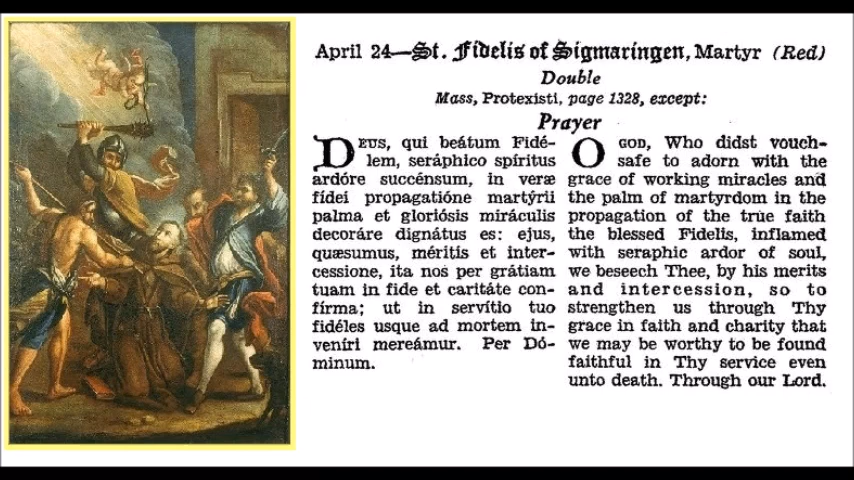 April 24—St. Fidelis of Sigmaringen, Martyr (Red)
Double
Mass, Protexisti, page 1328, except:
Prayer
DEUS, qui beátum Fidé-
lem, seráphico spíritus
ardóre succénsum, in veræ
fídei propagatióne martýrii
palma et gloriósis miráculis
decoráre dignátus es: ejus,
quæsumus, méritis et inter-
cessióne, ita nos per grátiam
tuam in fide et caritáte con-
fírma; ut in servítio tuo
fidéles usque ad mortem in-
veníri mereámur. Per Dó-
minum.
O GOD, Who didst vouch-
safe to adorn with the
grace of working miracles and
the palm of martyrdom in the
propagation of the true faith
the blessed Fidelis, inflamed
with seraphic ardor of soul,
we beseech Thee, by his merits
and intercession, so to
strengthen us through Thy
grace in faith and charity that
we may be worthy to be found
faithful in Thy service even
unto death. Through our Lord.